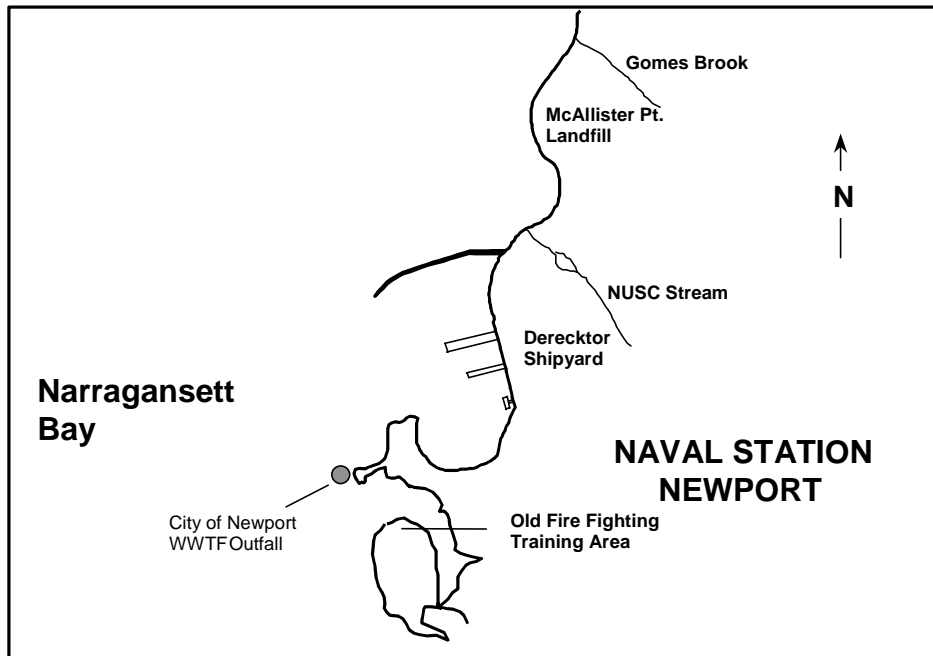 Gomes Brook
McAllister Pt.
Landfill
N
NUSC Stream
Derecktor
Shipyard
Narragansett
Bay
NAVAL STATION
NEWPORT
City of Newport
WWTF Outfall
Old Fire Fighting
Training Area